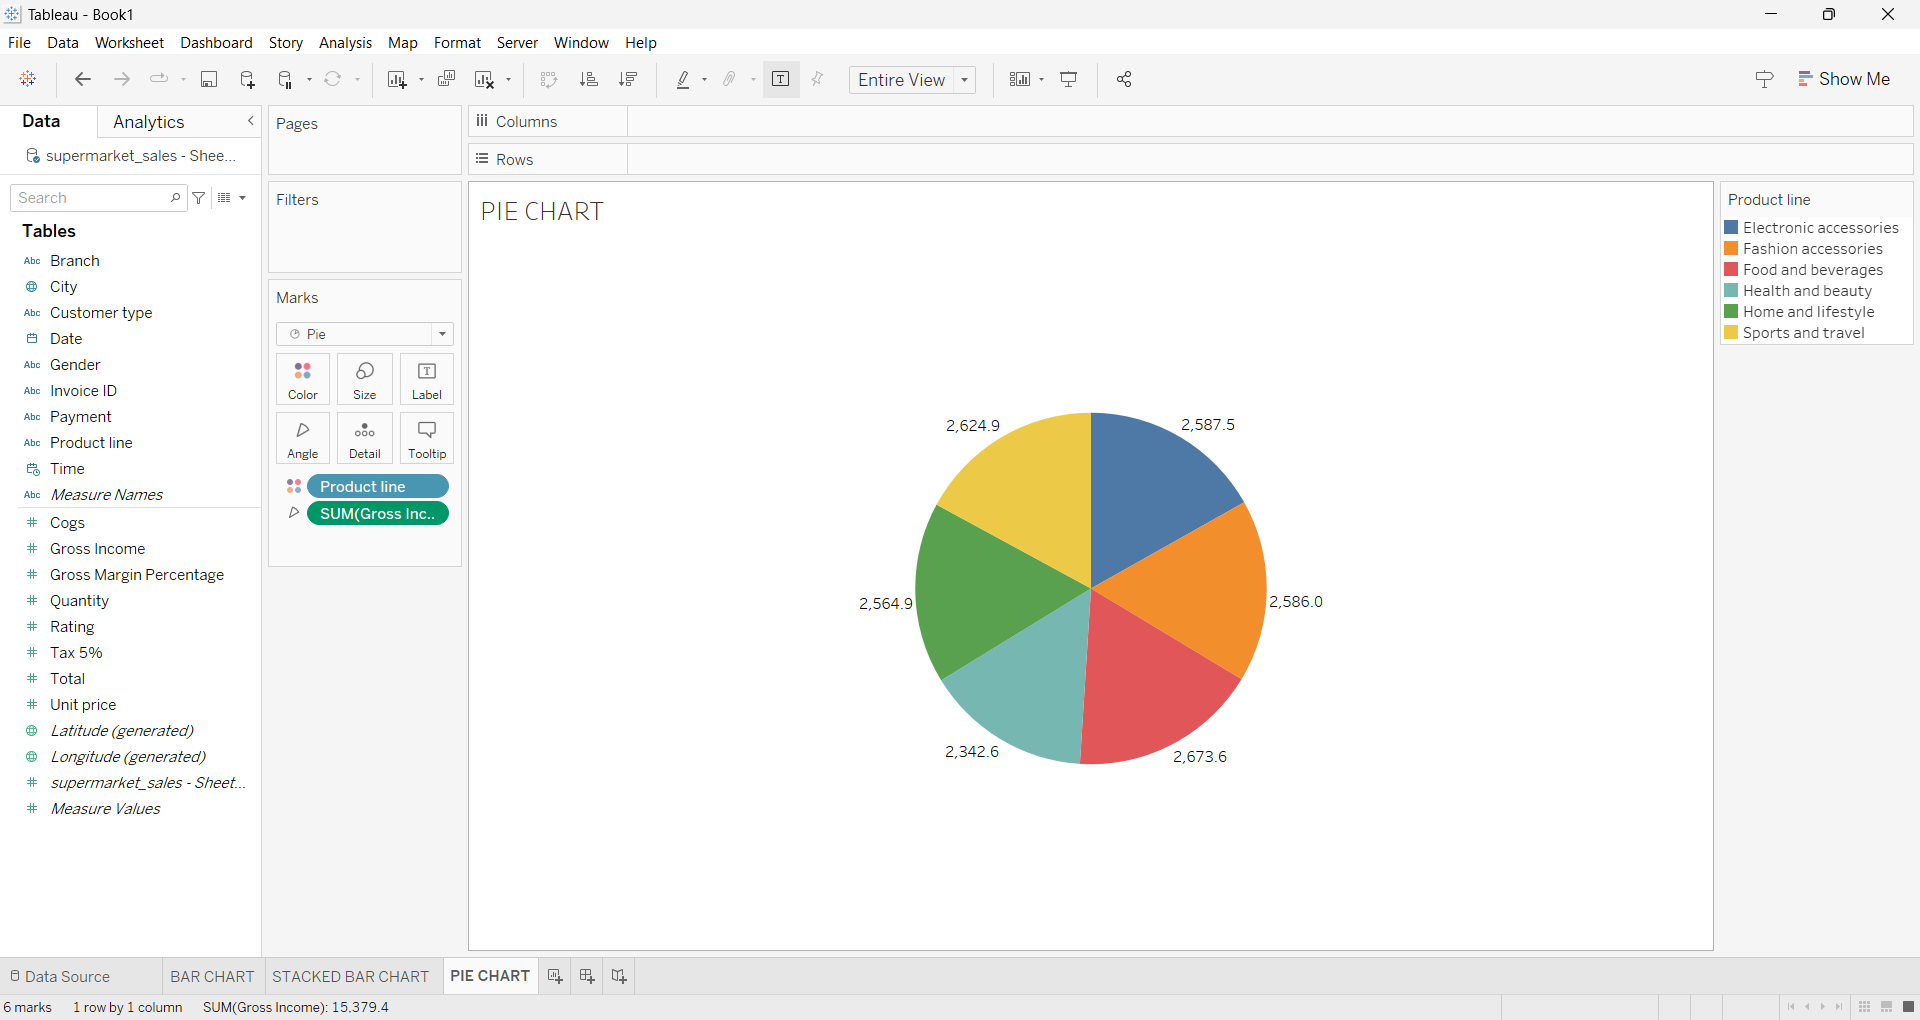 Tableau - Book1
File Data Worksheet Dashboard Story Analysis Map Format Server Window Help
Entire View
Show Me
Data Analytics
supermarket_sales - Shee...
Search
Tables
Abc Branch
City
Abc Customer type
Date
Abc Gender
Abc Invoice ID
Abc Payment
Abc Product line
Time
Abc Measure Names
# Cogs
# Gross Income
# Gross Margin Percentage
# Quantity
# Rating
# Tax 5%
# Total
# Unit price
Latitude (generated)
Longitude (generated)
# supermarket_sales - Sheet...
# Measure Values
Pages
Filters
Marks
Pie
Color Size Label
Angle Detail Tooltip
Product line
SUM(Gross Inc..
Columns
Rows
PIE CHART
2,624.9
2,587.5
2,564.9
2,586.0
2,342.6
2,673.6
Product line
Electronic accessories
Fashion accessories
Food and beverages
Health and beauty
Home and lifestyle
Sports and travel
Data Source BAR CHART STACKED BAR CHART PIE CHART
6 marks 1 row by 1 column SUM(Gross Income): 15,379.4